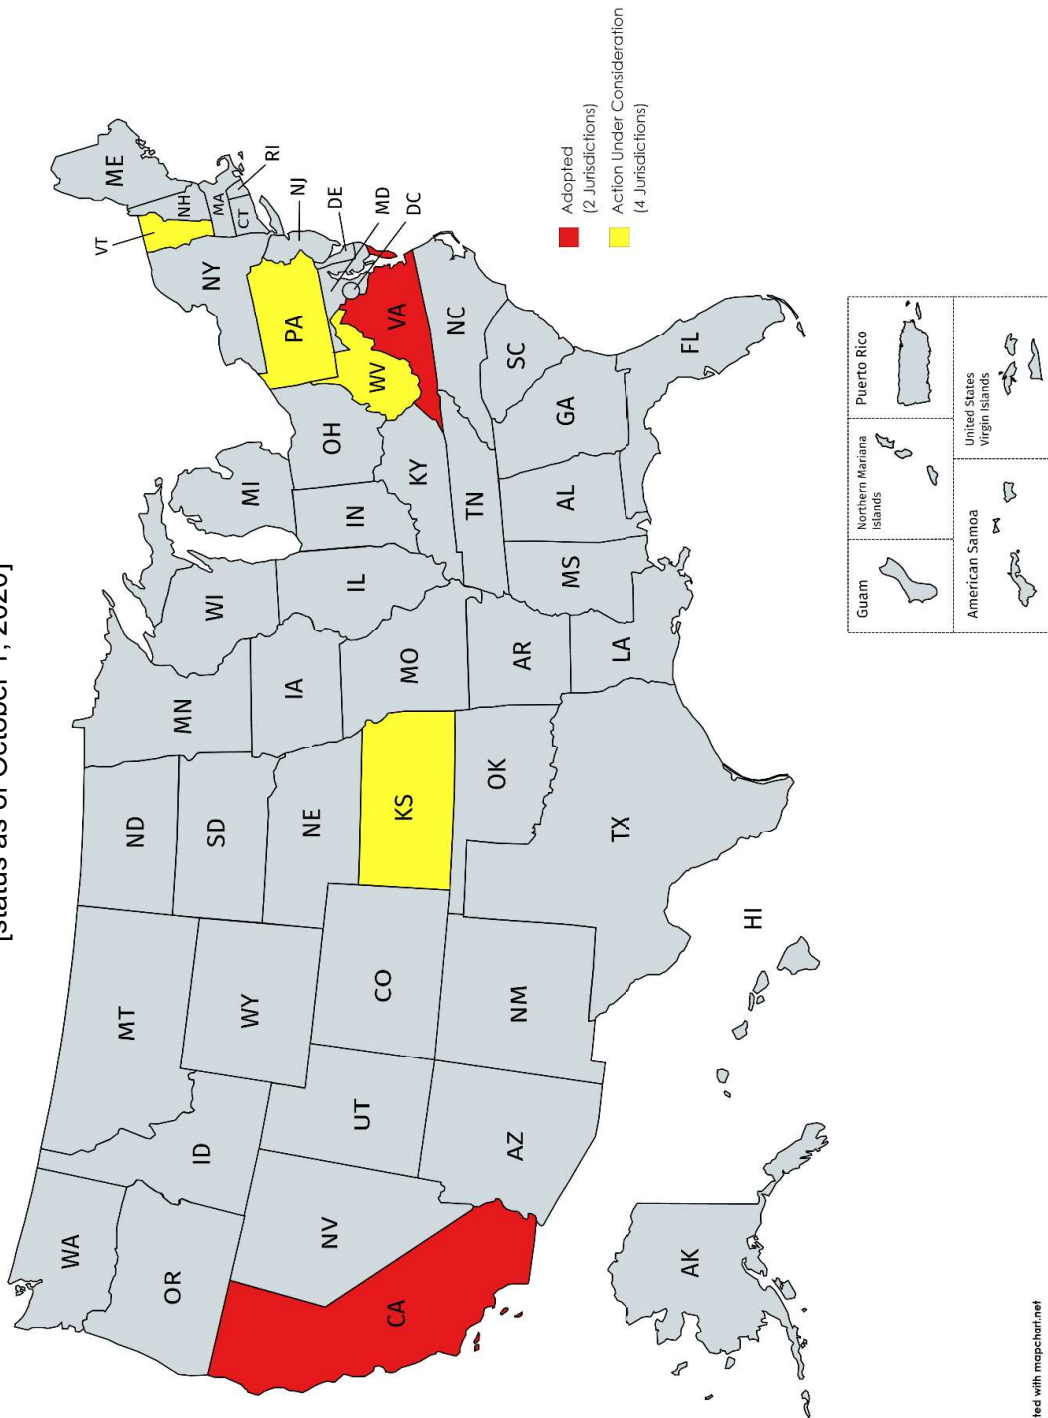 [status as of October 1, 2020]
WA
MT
ND
MN
ME
VT
NH
OR
ID
SD
WI
MI
NY
MA
CT
RI
WY
NE
IA
PA
NJ
NV
UT
CO
KS
IL
IN
OH
WV
VA
DE
MD
DC
CA
MO
KY
AZ
NM
OK
AR
TN
NC
SC
TX
LA
MS
AL
GA
FL
AK
HI
Adopted
(2 Jurisdictions)
Action Under Consideration
(4 Jurisdictions)
Guam
Northern Mariana
Islands
Puerto Rico
American Samoa
United States
Virgin Islands
ted with mapchart.net